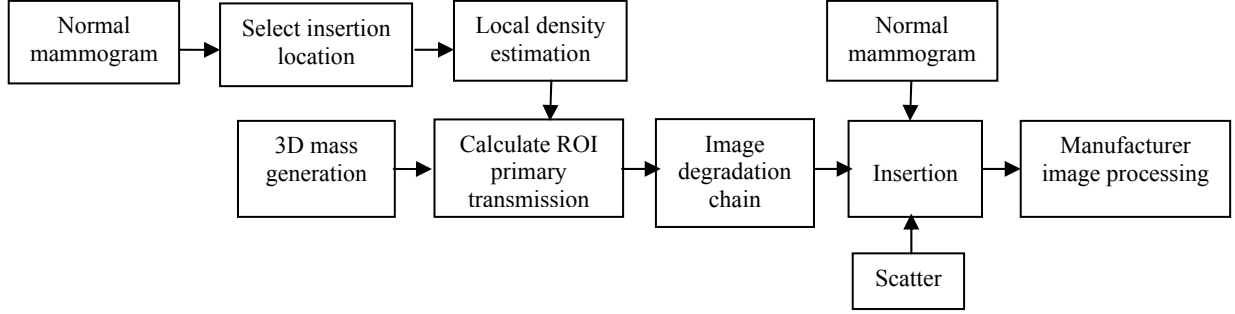 Normal
mammogram
Select insertion
location
Local density
estimation
Normal
mammogram
3D mass
generation
Calculate ROI
primary
transmission
Image
degradation
chain
Insertion
Manufacturer
image processing
Scatter